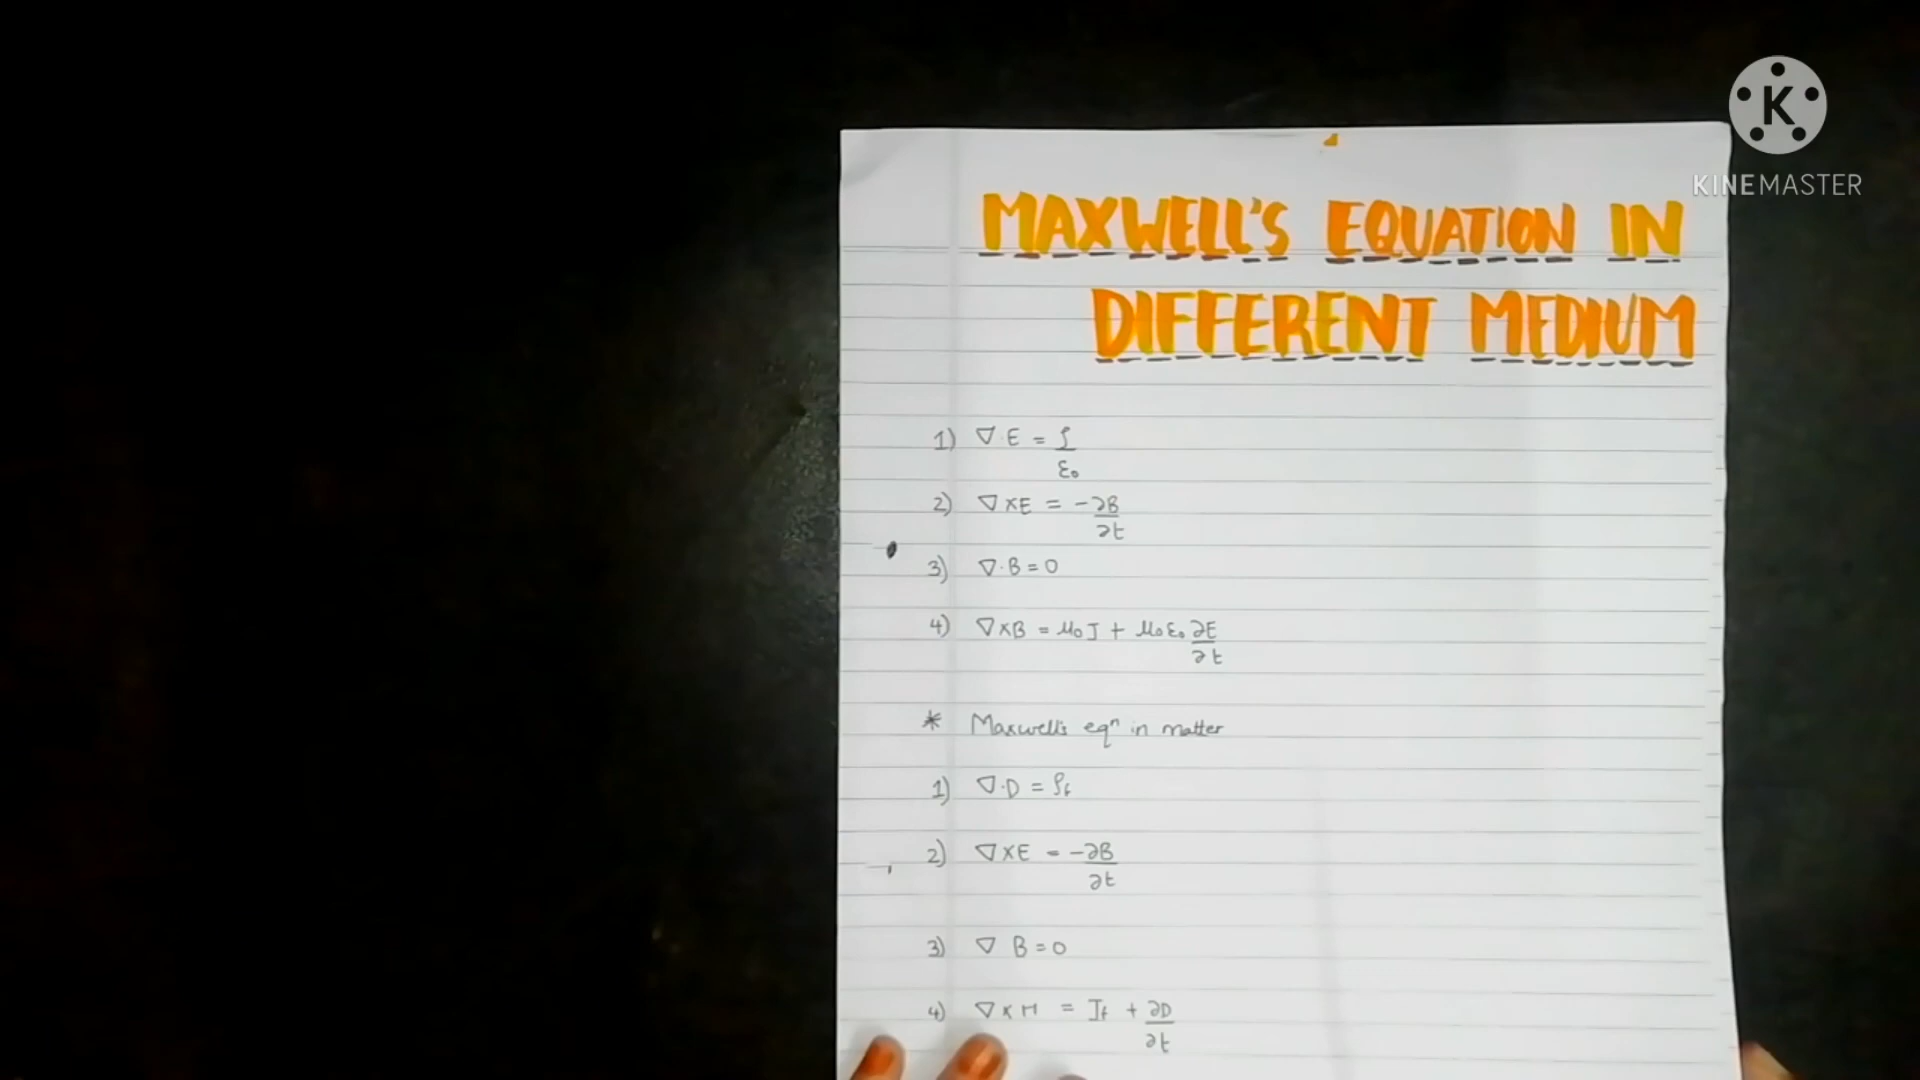 KINEMASTER
MAXWELL'S EQUATION IN
DIFFERENT MEDIUM
1) ∇·E = ρ/ε₀
2) ∇×E = -∂B/∂t
3) ∇·B = 0
4) ∇×B = μ₀J + μ₀ε₀ ∂E/∂t
* Maxwell's eqⁿ in matter
1) ∇·D = ρf
2) ∇×E = -∂B/∂t
3) ∇ B = 0
4) ∇×H = Jf + ∂D/∂t